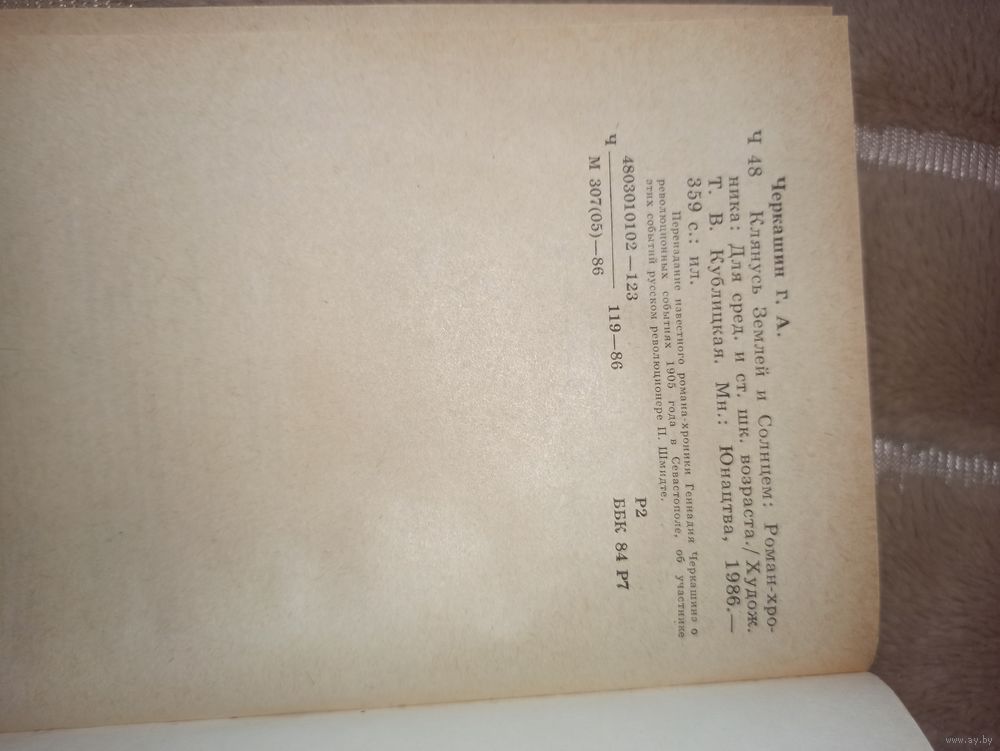 Черкашин Г. А.
Ч 48 Клянусь Землей и Солнцем: Роман-хро-
ника: Для сред. и ст. шк. возраста./Худож.
Т. В. Кублицкая. Мн.: Юнацтва, 1986.—
359 с.: ил.
Переиздание известного романа-хроники Геннадия Черкашина о
революционных событиях 1905 года в Севастополе, об участнике
этих событий русском революционере П. Шмидте.
4803010102—123
Ч 119—86
М 307(05)—86
Р2
ББК 84 Р7
www.ay.by